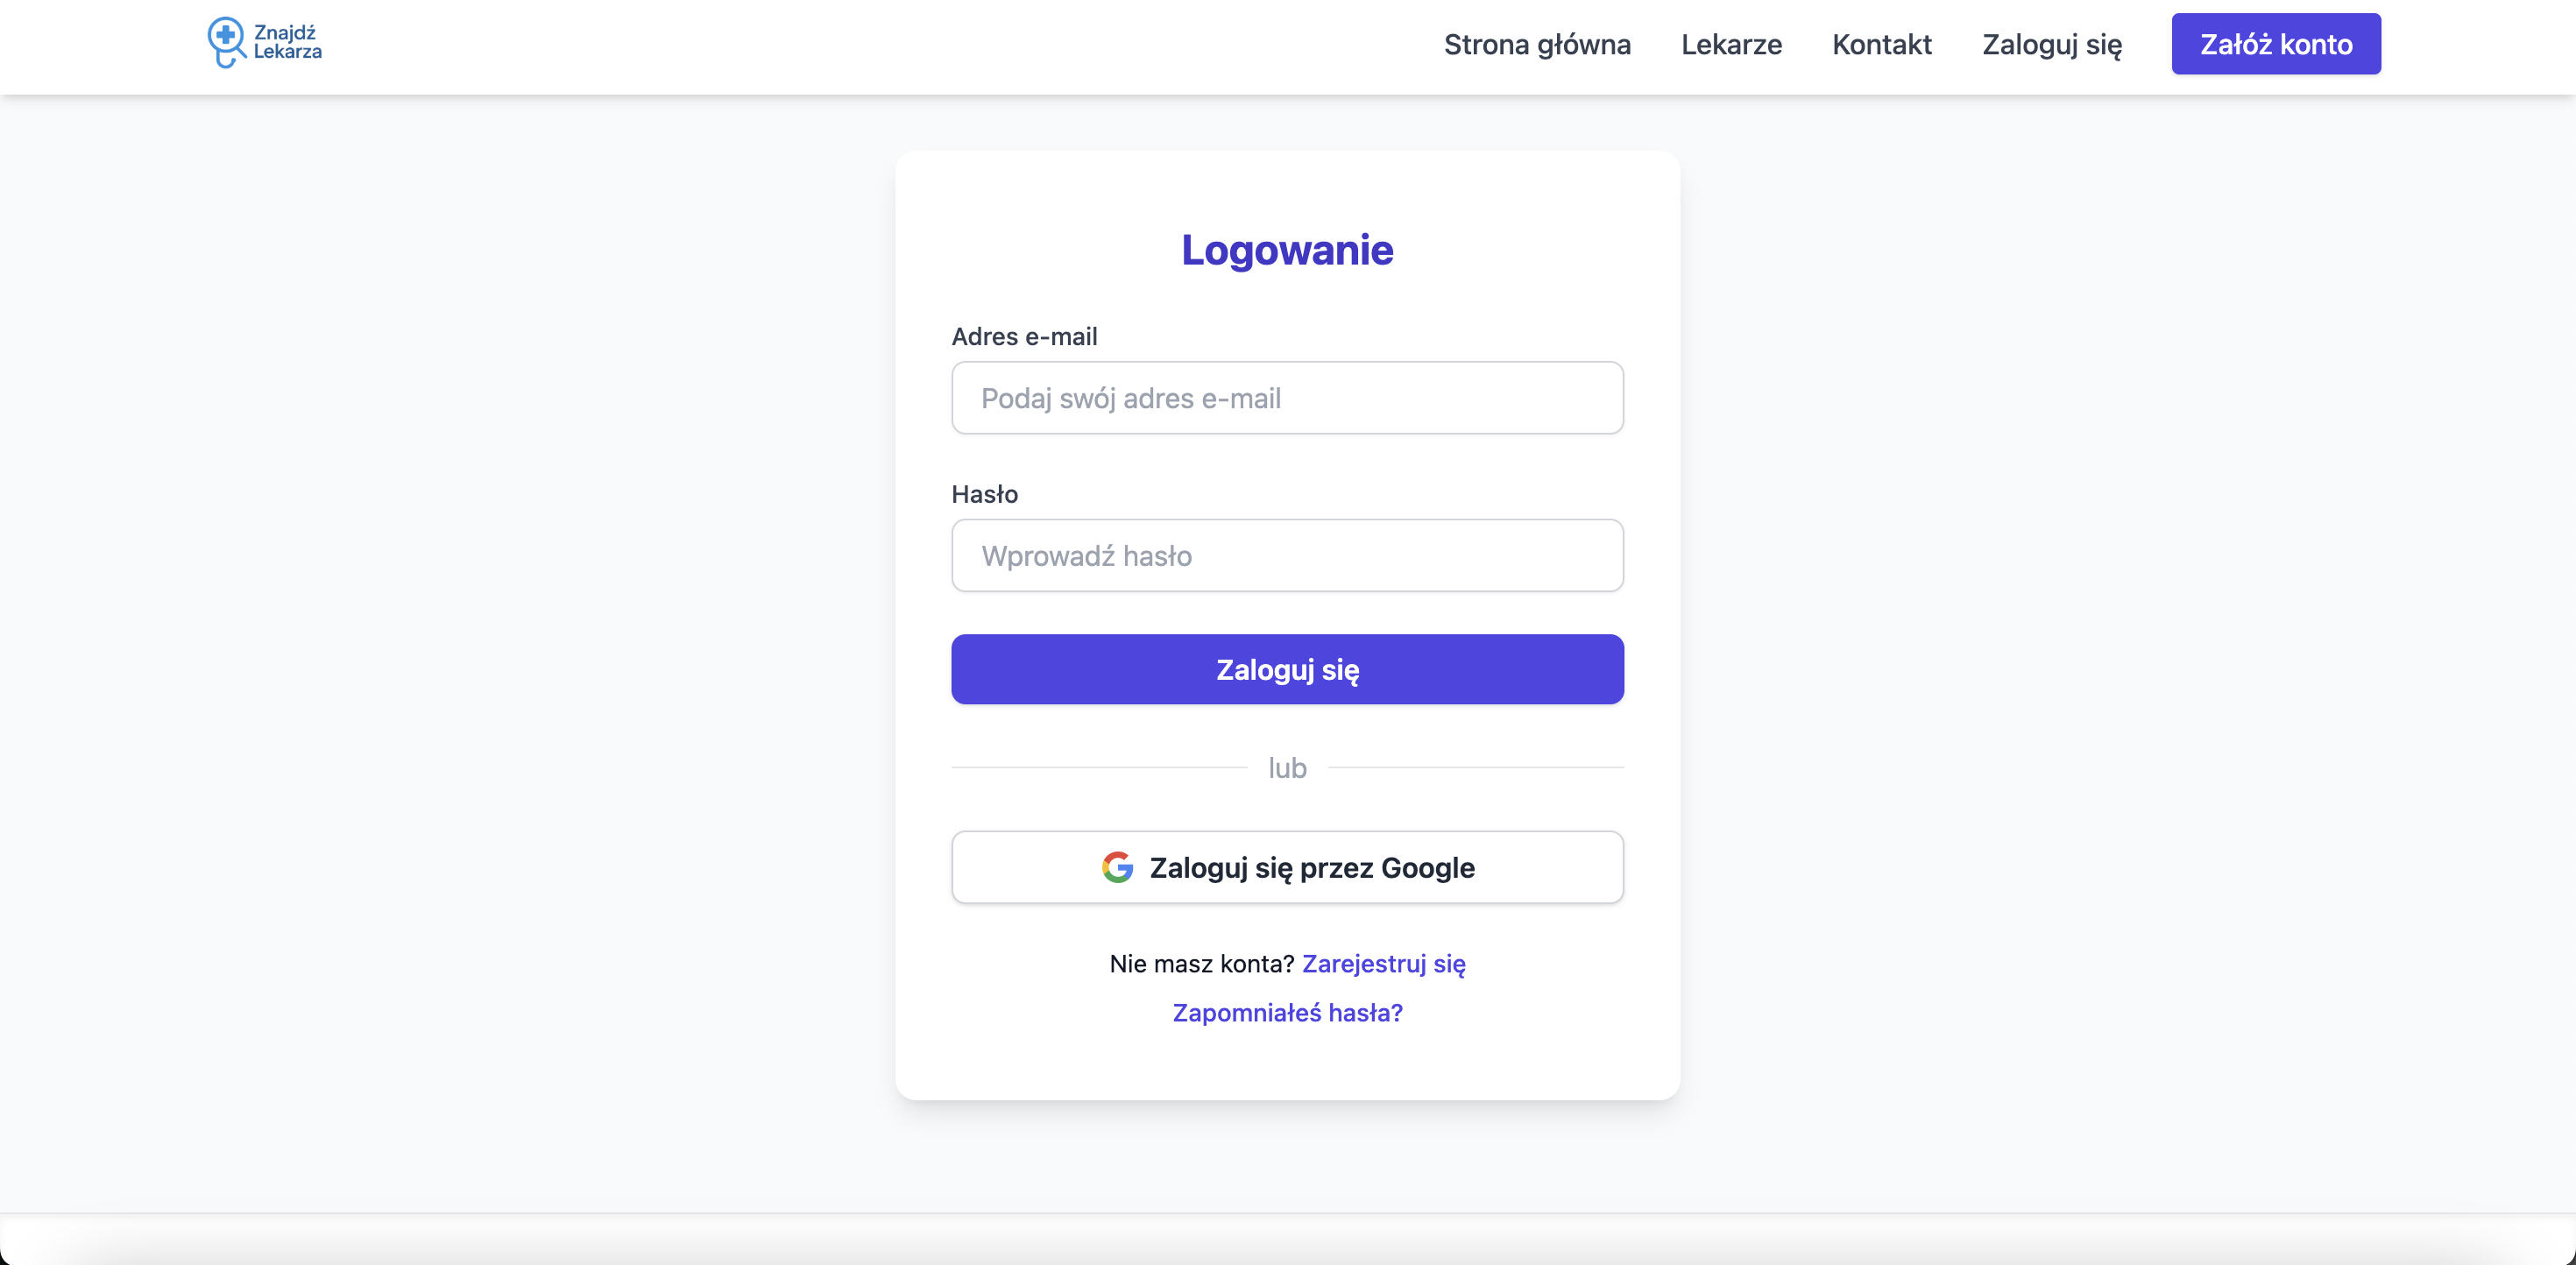 Znajdź
Lekarza
Strona główna Lekarze Kontakt Zaloguj się Załóż konto
Logowanie
Adres e-mail
Podaj swój adres e-mail
Hasło
Wprowadź hasło
Zaloguj się
lub
Zaloguj się przez Google
Nie masz konta? Zarejestruj się
Zapomniałeś hasła?